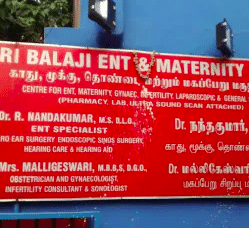 RI BALAJI ENT & MATERNITY
காது, மூக்கு, தொண்டை மற்றும் மகப்பேறு மரு
CENTRE FOR ENT, MATERNITY, GYNAEC, INFERTILITY, LAPAROSCOPIC & GENER
(PHARMACY, LAB, ULTRA SOUND SCAN ATTACHED)
Dr. R. NANDAKUMAR, M.S. D.L.O.
ENT SPECIALIST
RO-EAR SURGERY ENDOSCOPIC SINUS SURGERY,
HEARING CARE & HEARING AID
Dr. நந்தகுமார்,
காது, மூக்கு, தொண்டை
Mrs. MALLIGESWARI, M.B.B.S, D.G.O.,
OBSTETRICIAN AND GYNAECOLOGIST,
INFERTILITY CONSULTANT & SONOLOGIST
Dr. மல்லிகேஸ்வரி
மகப்பேறு சிறப்பு